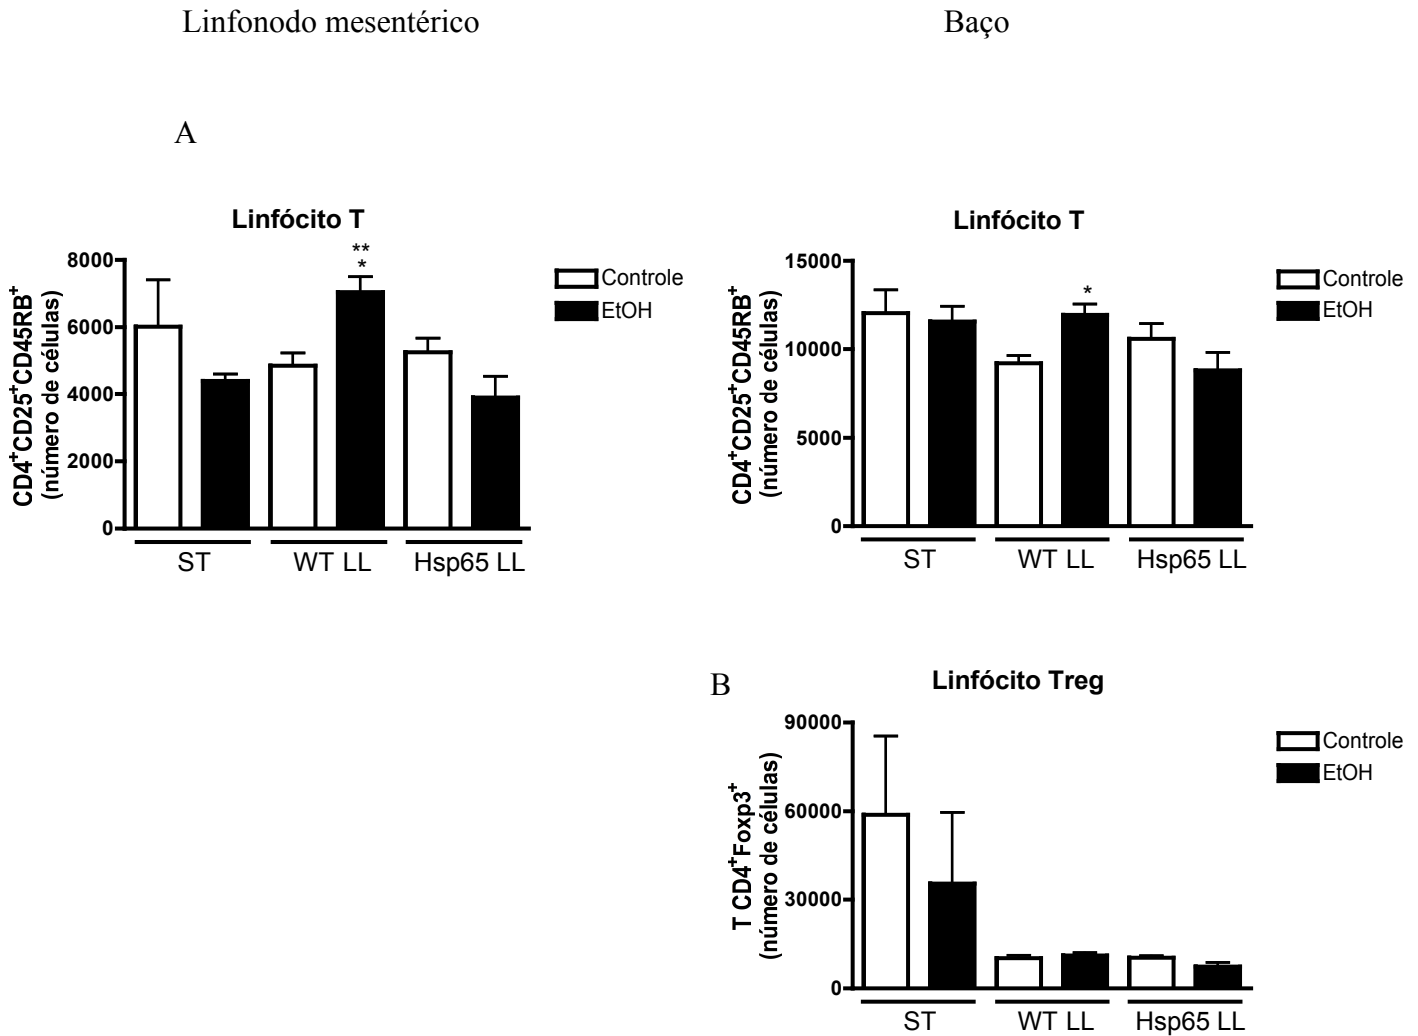 Linfonodo mesentérico
Baço
A
Linfócito T
CD4⁺CD25⁺CD45RB⁺
(número de células)
8000
6000
4000
2000
0
**
*
Controle
EtOH
ST
WT LL
Hsp65 LL
Linfócito T
CD4⁺CD25⁺CD45RB⁺
(número de células)
15000
10000
5000
0
*
Controle
EtOH
ST
WT LL
Hsp65 LL
B
Linfócito Treg
T CD4⁺Foxp3⁺
(número de células)
90000
60000
30000
0
Controle
EtOH
ST
WT LL
Hsp65 LL